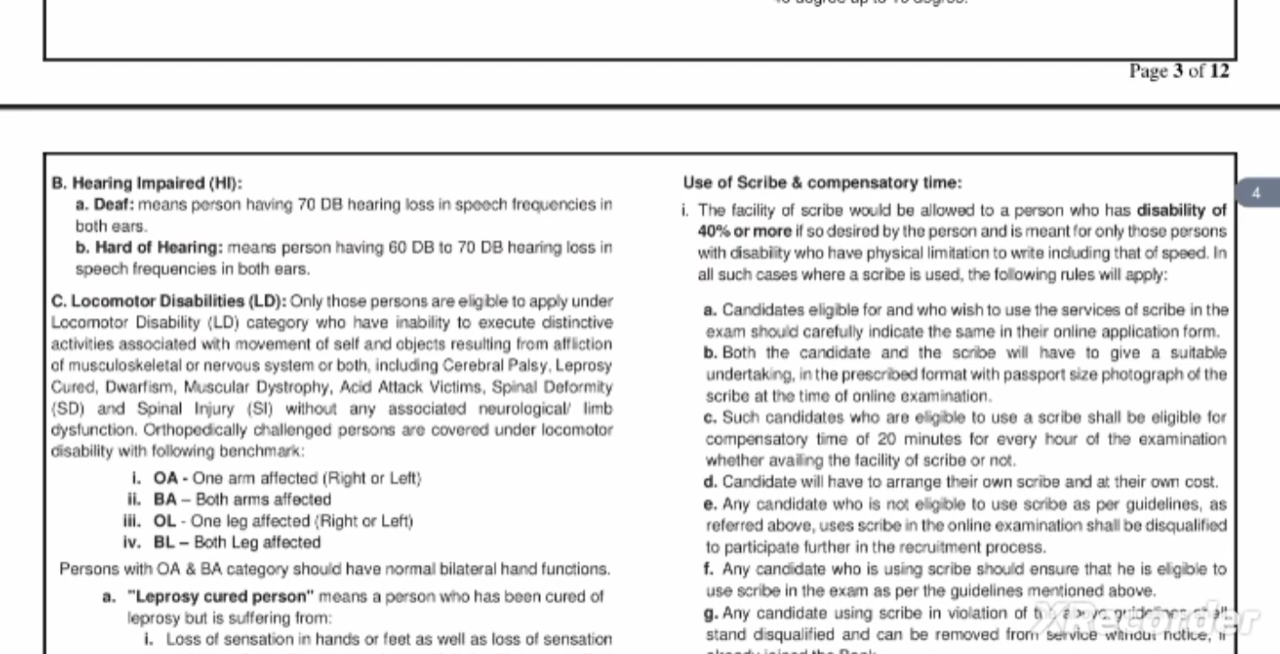 Page 3 of 12
4
B. Hearing Impaired (HI):
a. Deaf: means person having 70 DB hearing loss in speech frequencies in
both ears.
b. Hard of Hearing: means person having 60 DB to 70 DB hearing loss in
speech frequencies in both ears.
C. Locomotor Disabilities (LD): Only those persons are eligible to apply under
Locomotor Disability (LD) category who have inability to execute distinctive
activities associated with movement of self and objects resulting from affliction
of musculoskeletal or nervous system or both, including Cerebral Palsy, Leprosy
Cured, Dwarfism, Muscular Dystrophy, Acid Attack Victims, Spinal Deformity
(SD) and Spinal Injury (SI) without any associated neurological/ limb
dysfunction. Orthopedically challenged persons are covered under locomotor
disability with following benchmark:
i. OA - One arm affected (Right or Left)
ii. BA – Both arms affected
iii. OL - One leg affected (Right or Left)
iv. BL – Both Leg affected
Persons with OA & BA category should have normal bilateral hand functions.
a. "Leprosy cured person" means a person who has been cured of
leprosy but is suffering from:
i. Loss of sensation in hands or feet as well as loss of sensation
Use of Scribe & compensatory time:
i. The facility of scribe would be allowed to a person who has disability of
40% or more if so desired by the person and is meant for only those persons
with disability who have physical limitation to write including that of speed. In
all such cases where a scribe is used, the following rules will apply:
a. Candidates eligible for and who wish to use the services of scribe in the
exam should carefully indicate the same in their online application form.
b. Both the candidate and the scribe will have to give a suitable
undertaking, in the prescribed format with passport size photograph of the
scribe at the time of online examination.
c. Such candidates who are eligible to use a scribe shall be eligible for
compensatory time of 20 minutes for every hour of the examination
whether availing the facility of scribe or not.
d. Candidate will have to arrange their own scribe and at their own cost.
e. Any candidate who is not eligible to use scribe as per guidelines, as
referred above, uses scribe in the online examination shall be disqualified
to participate further in the recruitment process.
f. Any candidate who is using scribe should ensure that he is eligible to
use scribe in the exam as per the guidelines mentioned above.
g. Any candidate using scribe in violation of the above guidelines shall
stand disqualified and can be removed from service without notice, if
XRecorder